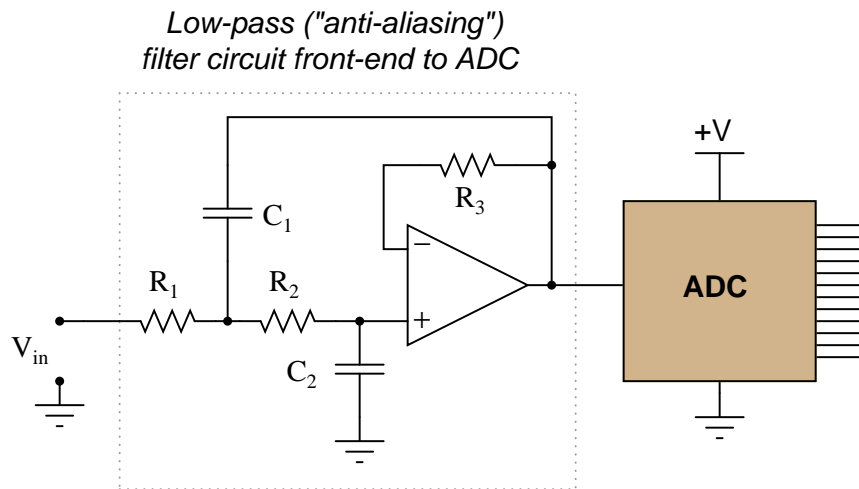 Low-pass ("anti-aliasing")
filter circuit front-end to ADC
+V
R3
C1
−
ADC
R1
R2
+
Vin
C2